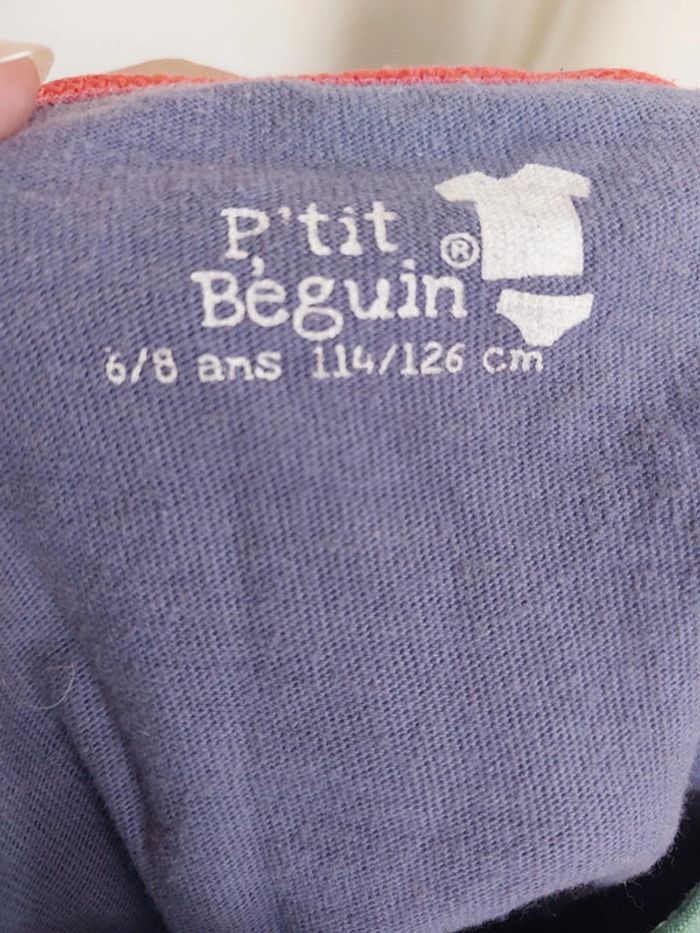 P'tit
Béguin ®
6/8 ans 114/126 cm